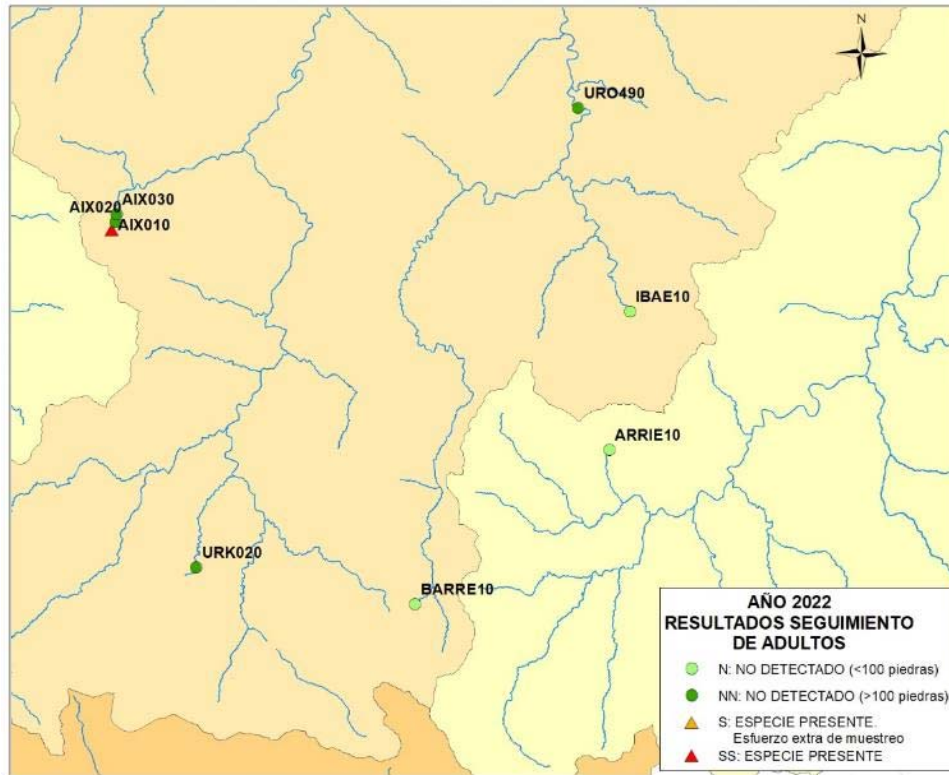 N
URO490
AIX030
AIX020
AIX010
IBAE10
ARRIE10
URK020
BARRE10
AÑO 2022
RESULTADOS SEGUIMIENTO
DE ADULTOS
N: NO DETECTADO (<100 piedras)
NN: NO DETECTADO (>100 piedras)
S: ESPECIE PRESENTE.
Esfuerzo extra de muestreo
SS: ESPECIE PRESENTE